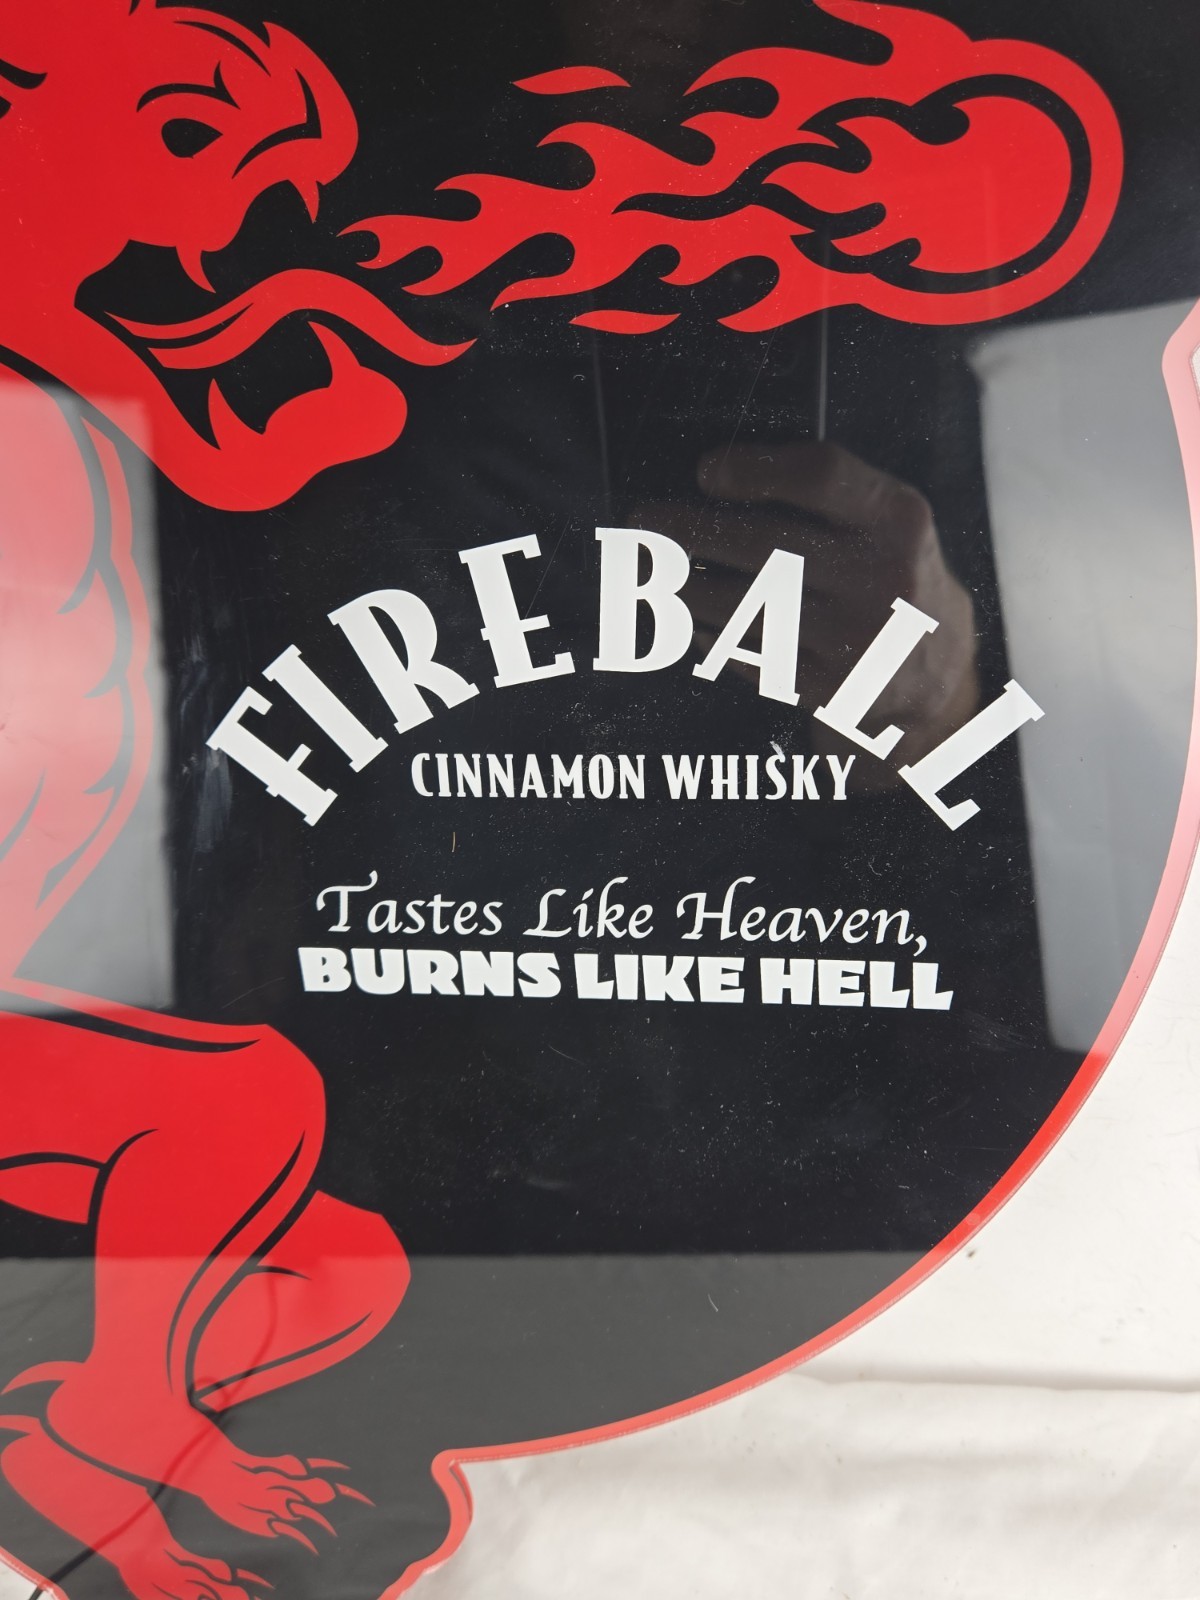 FIREBALL
CINNAMON WHISKY
Tastes Like Heaven,
BURNS LIKE HELL